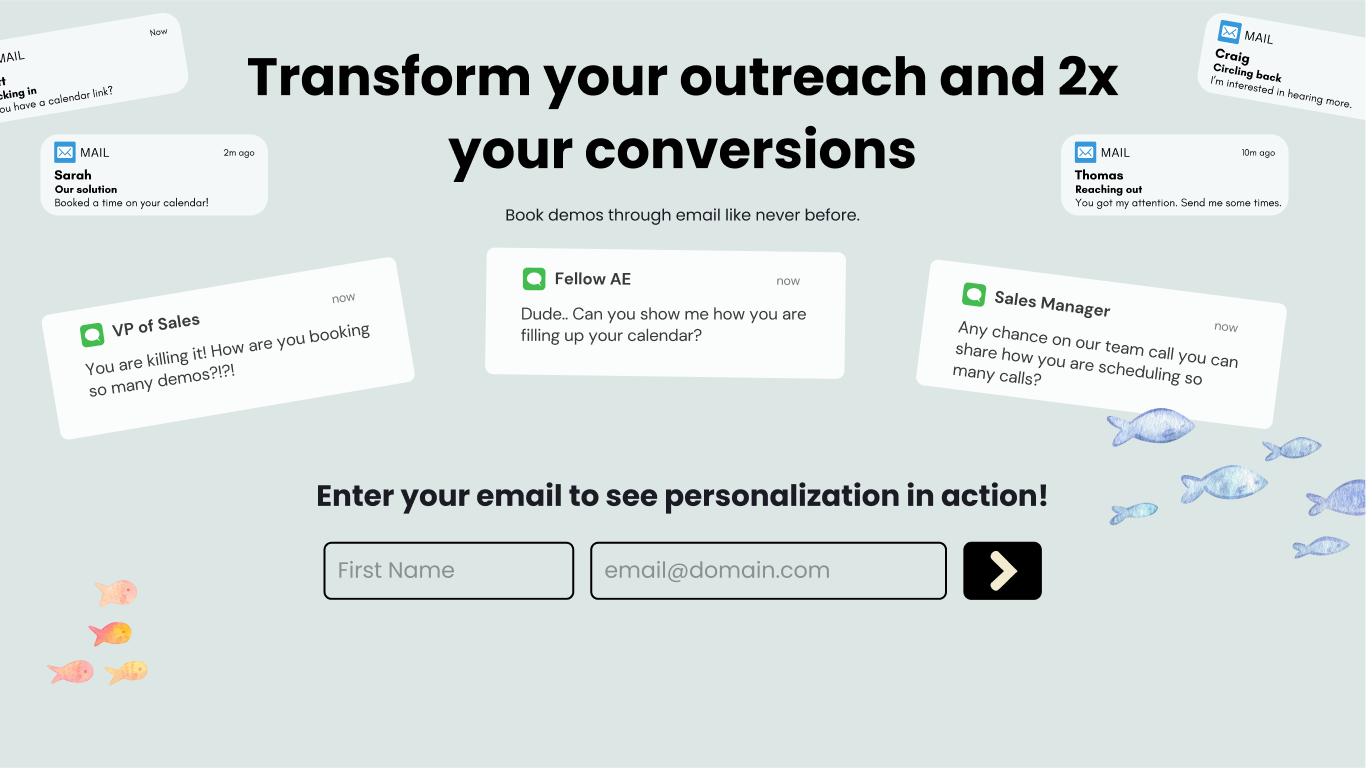 Now
MAIL
you have a calendar link?
MAIL
Craig
Circling back
I'm interested in hearing more.
Transform your outreach and 2x
your conversions
MAIL
2m ago
Sarah
Our solution
Booked a time on your calendar!
MAIL
10m ago
Thomas
Reaching out
You got my attention. Send me some times.
Book demos through email like never before.
VP of Sales
now
You are killing it! How are you booking
so many demos?!?!
Fellow AE
now
Dude.. Can you show me how you are
filling up your calendar?
Sales Manager
now
Any chance on our team call you can
share how you are scheduling so
many calls?
Enter your email to see personalization in action!
First Name
email@domain.com